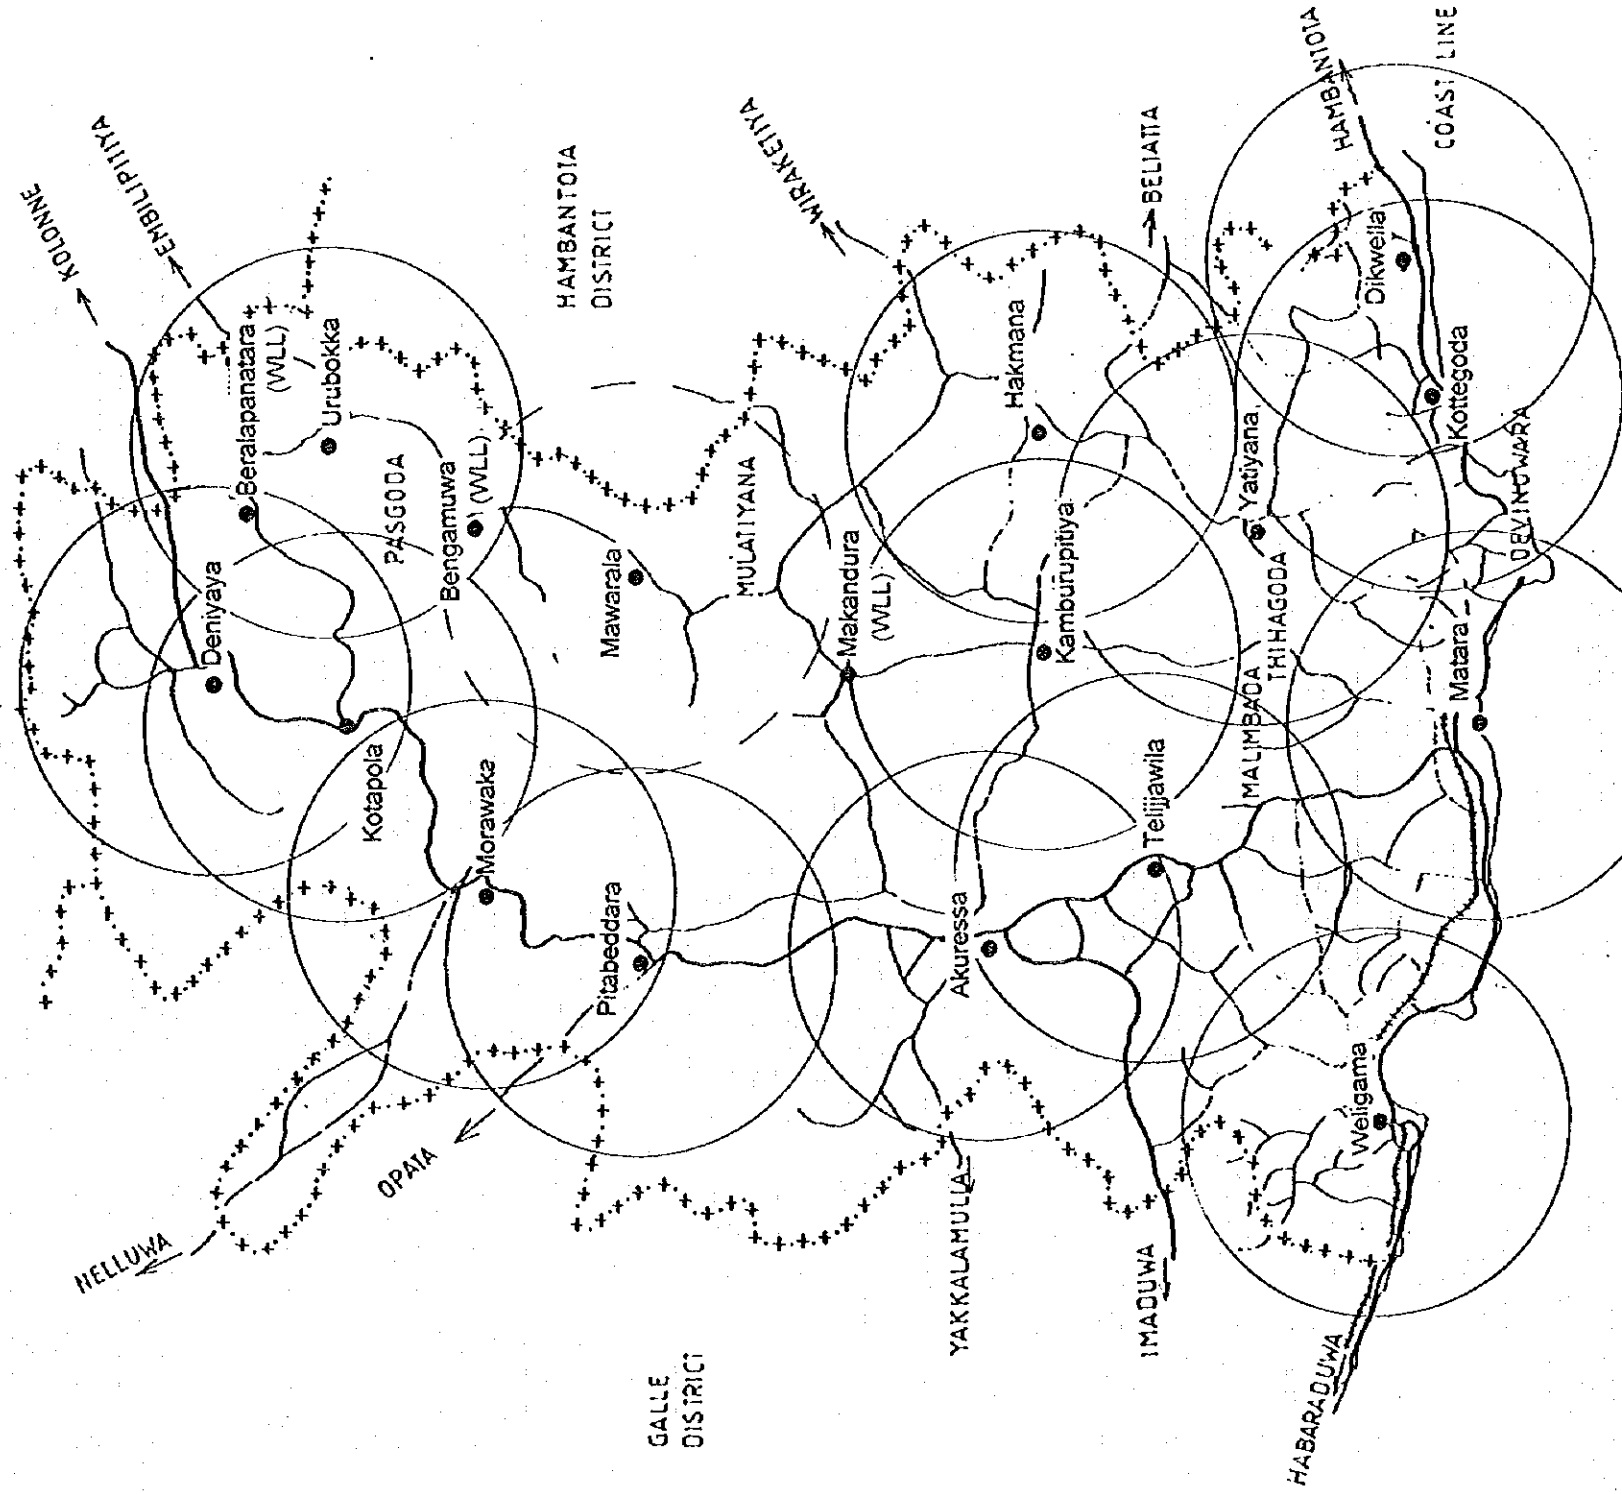 KOLONNE
EMBILIPITIYA
NELLUWA
Deniyaya
Beralapanatara
(WLL)
Urubokka
Kotapola
PASGODA
OPATA
Bengamuwa
(WLL)
Morawaka
HAMBANTOTA
DISTRICT
Mawarala
Pitabeddara
GALLE
DISTRICT
WIRAKETIYA
MULATIYANA
Makandura
(WLL)
Akuressa
YAKKALAMULLA
Hakmana
Kamburupitiya
BELIATTA
Telijjawila
IMADUWA
Yatiyana
MALIMBADA
THIHAGODA
HAMBANTOTA
Dikwella
Weligama
HABARADUWA
COAST LINE
Kottegoda
Matara
DEVINUWARA